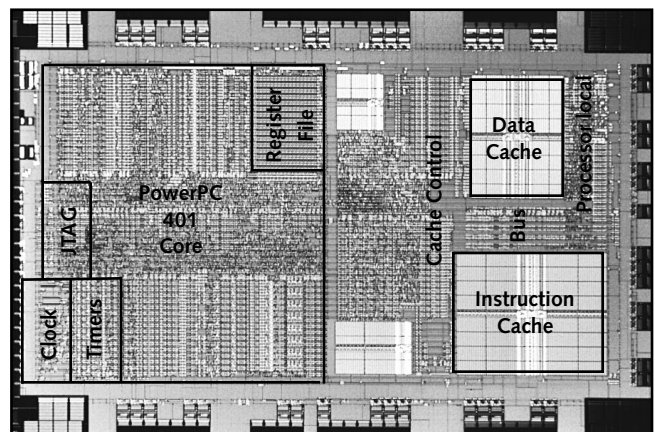 Register
File
PowerPC
401
Core
JTAG
Clock
Timers
Cache Control
Data
Cache
Processor local
Bus
Instruction
Cache